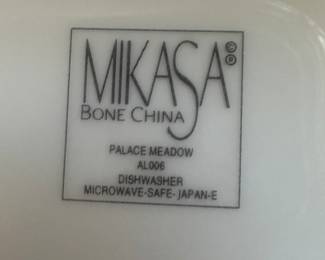 MIKASA ©®
BONE CHINA
PALACE MEADOW
AL006
DISHWASHER
MICROWAVE-SAFE-JAPAN-E